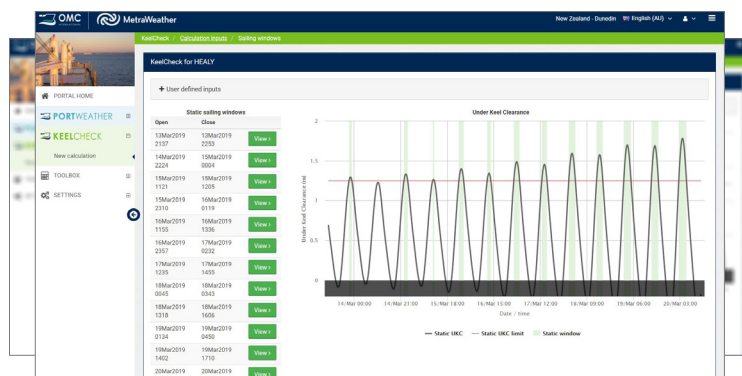 OMC MetraWeather New Zealand - Dunedin English (AU)
KeelCheck / Calculation inputs / Sailing windows
KeelCheck for HEALY
+ User defined inputs
PORTAL HOME
PORTWEATHER
KEELCHECK
New calculation
TOOLBOX
SETTINGS
Static sailing windows
Open Close
13Mar2019 2137 13Mar2019 2253 View >
14Mar2019 2224 15Mar2019 0004 View >
15Mar2019 1121 15Mar2019 1205 View >
15Mar2019 2310 16Mar2019 0119 View >
16Mar2019 1155 16Mar2019 1336 View >
16Mar2019 2357 17Mar2019 0232 View >
17Mar2019 1235 17Mar2019 1455 View >
18Mar2019 0045 18Mar2019 0343 View >
18Mar2019 1318 18Mar2019 1606 View >
19Mar2019 0134 19Mar2019 0450 View >
19Mar2019 1402 19Mar2019 1710 View >
20Mar2019 20Mar2019 View >
Under Keel Clearance
Under Keel Clearance (m)
2
1.5
1
0.5
0
14/Mar 00:00 14/Mar 21:00 15/Mar 18:00 16/Mar 15:00 17/Mar 12:00 18/Mar 09:00 19/Mar 06:00 20/Mar 03:00
Date / time
Static UKC Static UKC limit Static window